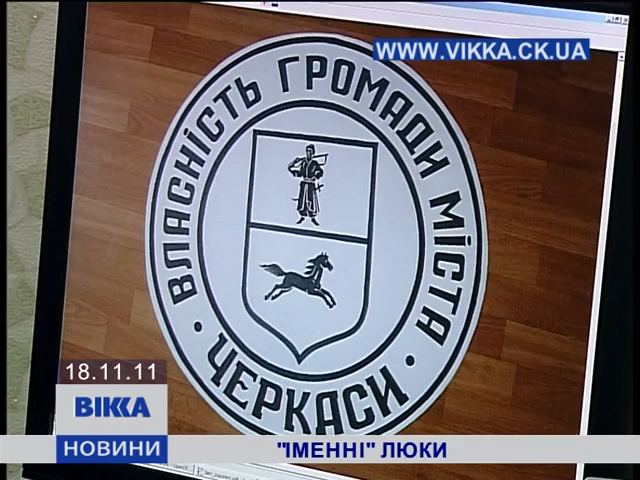 WWW.VIKKA.CK.UA
ВЛАСНІСТЬ ГРОМАДИ МІСТА
ЧЕРКАСИ
18.11.11
ВІККА
НОВИНИ
"ІМЕННІ" ЛЮКИ